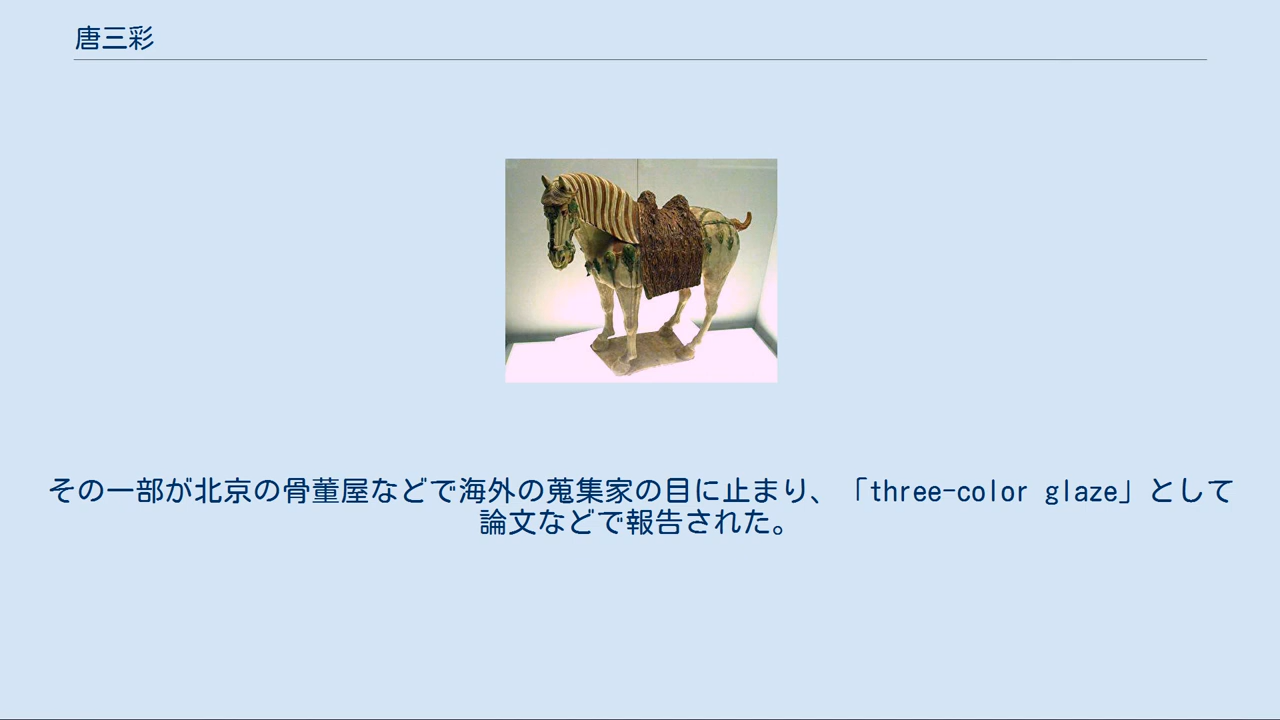 唐三彩
その一部が北京の骨董屋などで海外の蒐集家の目に止まり、「three-color glaze」として
論文などで報告された。